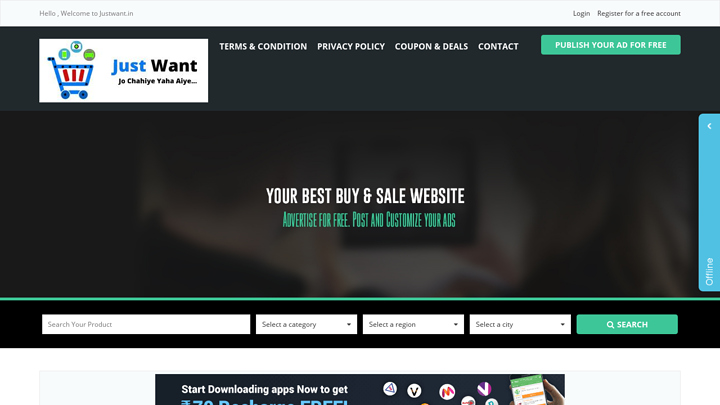 Hello , Welcome to Justwant.in
Login Register for a free account
Just Want
Jo Chahiye Yaha Aiye...
TERMS & CONDITION PRIVACY POLICY COUPON & DEALS CONTACT
PUBLISH YOUR AD FOR FREE
YOUR BEST BUY & SALE WEBSITE
Advertise for free. Post and Customize your ads
Offline
Search Your Product
Select a category
Select a region
Select a city
SEARCH
Start Downloading apps Now to get
₹70 Recharge FREE!